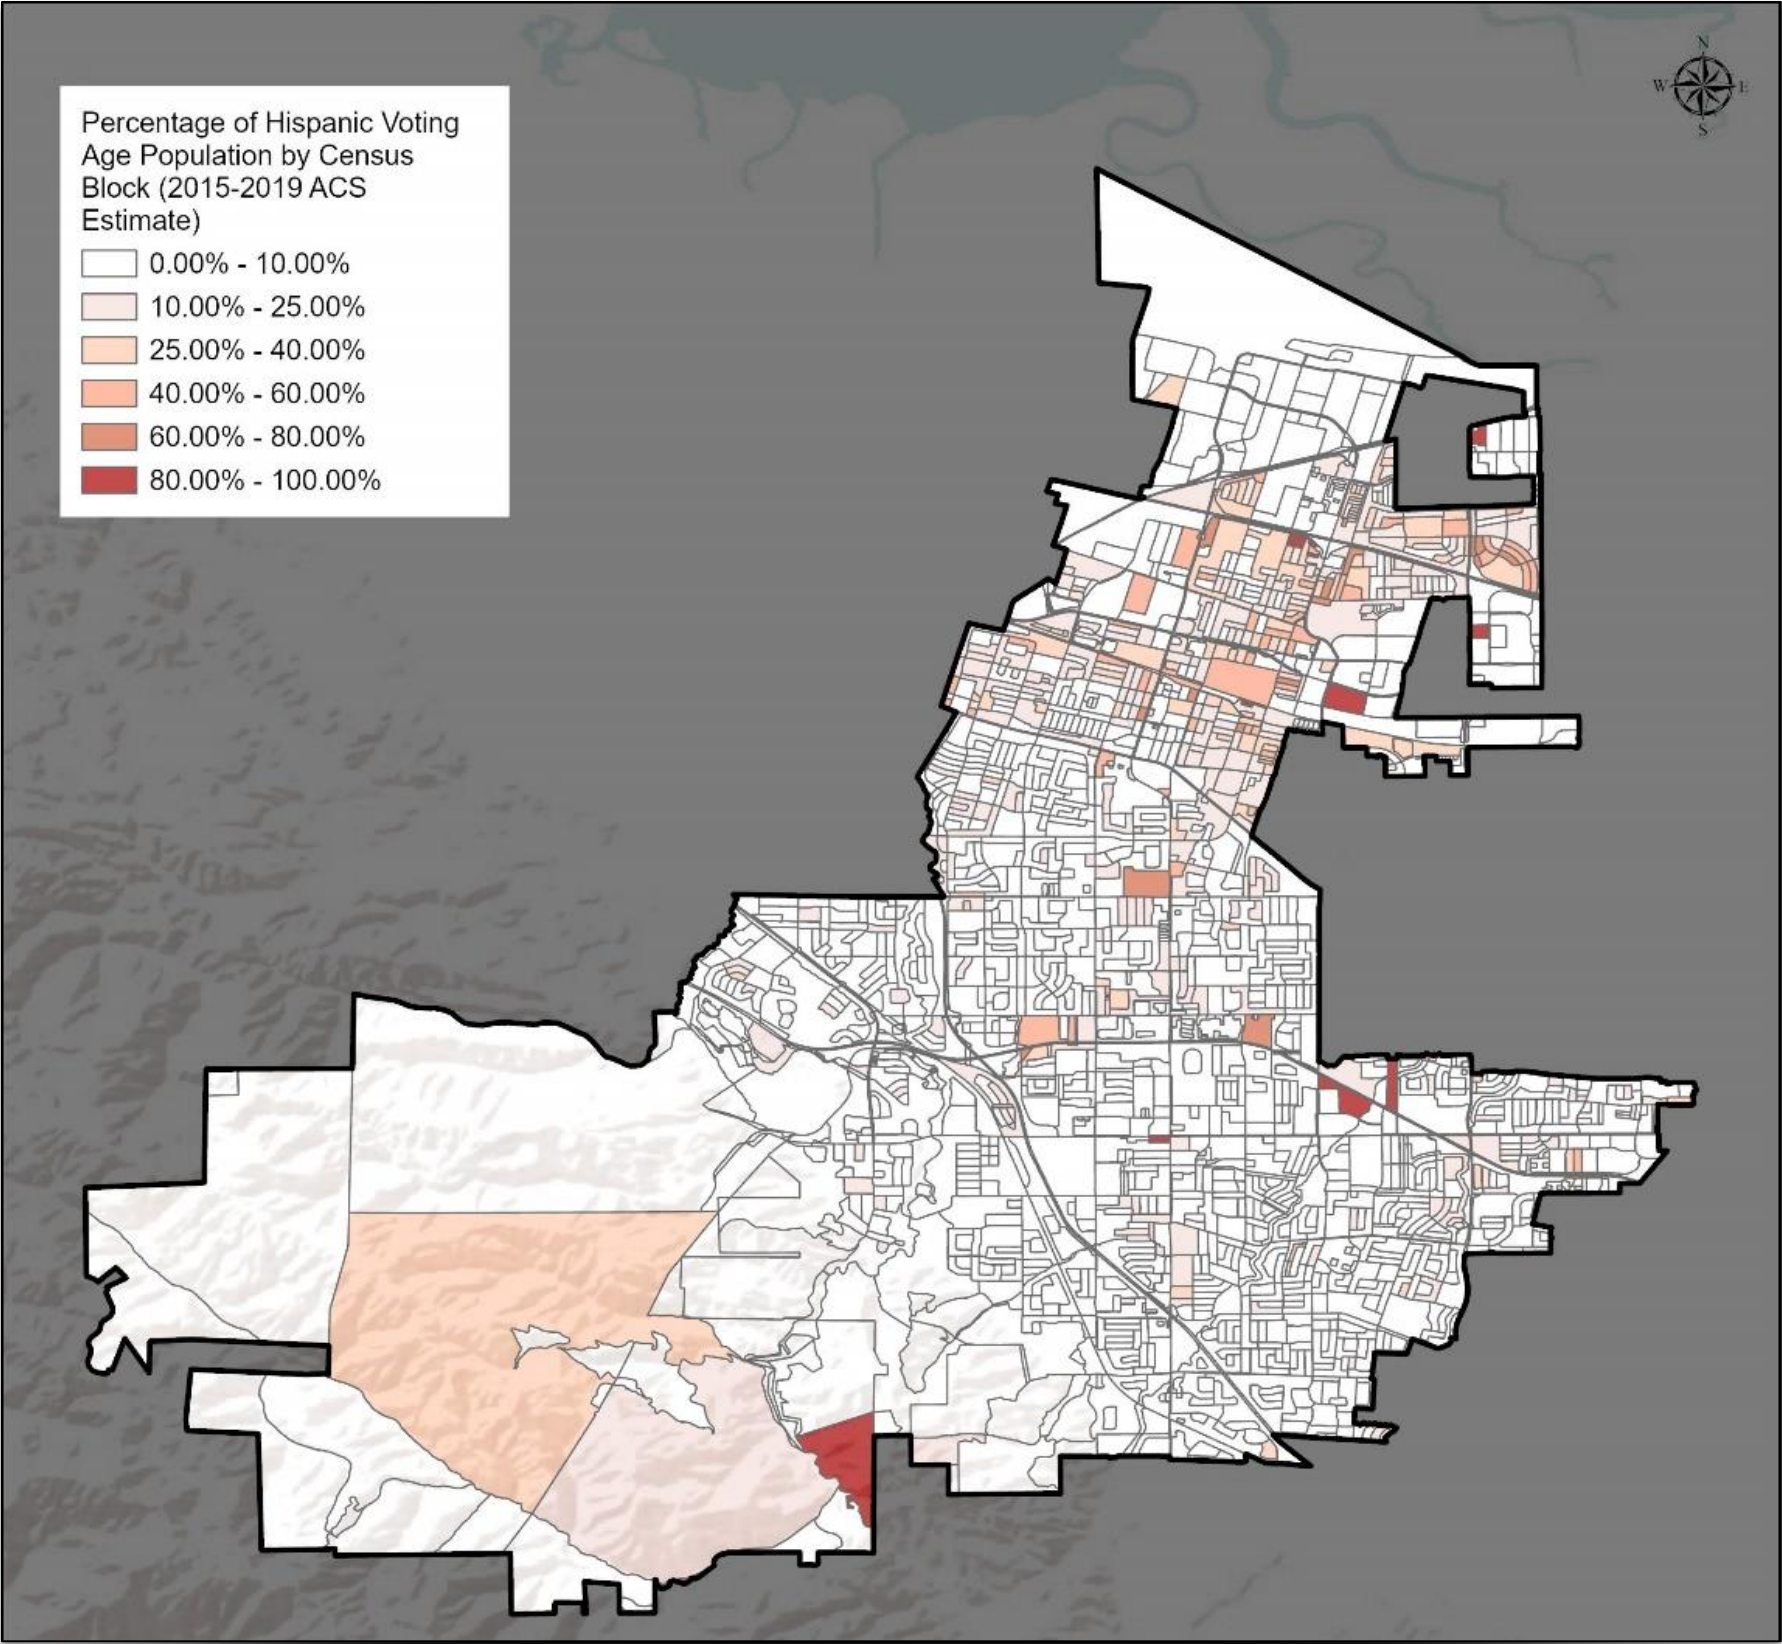 N
W
E
S
Percentage of Hispanic Voting
Age Population by Census
Block (2015-2019 ACS
Estimate)
0.00% - 10.00%
10.00% - 25.00%
25.00% - 40.00%
40.00% - 60.00%
60.00% - 80.00%
80.00% - 100.00%